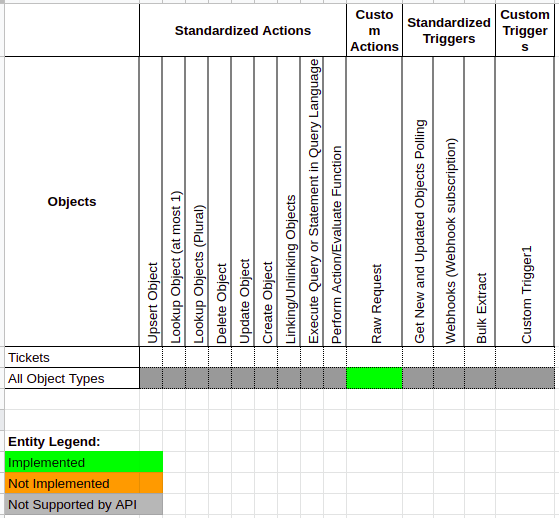 Standardized Actions
Custo
m
Actions
Standardized
Triggers
Custom
Trigger
s
Objects
Upsert Object
Lookup Object (at most 1)
Lookup Objects (Plural)
Delete Object
Update Object
Create Object
Linking/Unlinking Objects
Execute Query or Statement in Query Language
Perform Action/Evaluate Function
Raw Request
Get New and Updated Objects Polling
Webhooks (Webhook subscription)
Bulk Extract
Custom Trigger1
Tickets
All Object Types
Entity Legend:
Implemented
Not Implemented
Not Supported by API